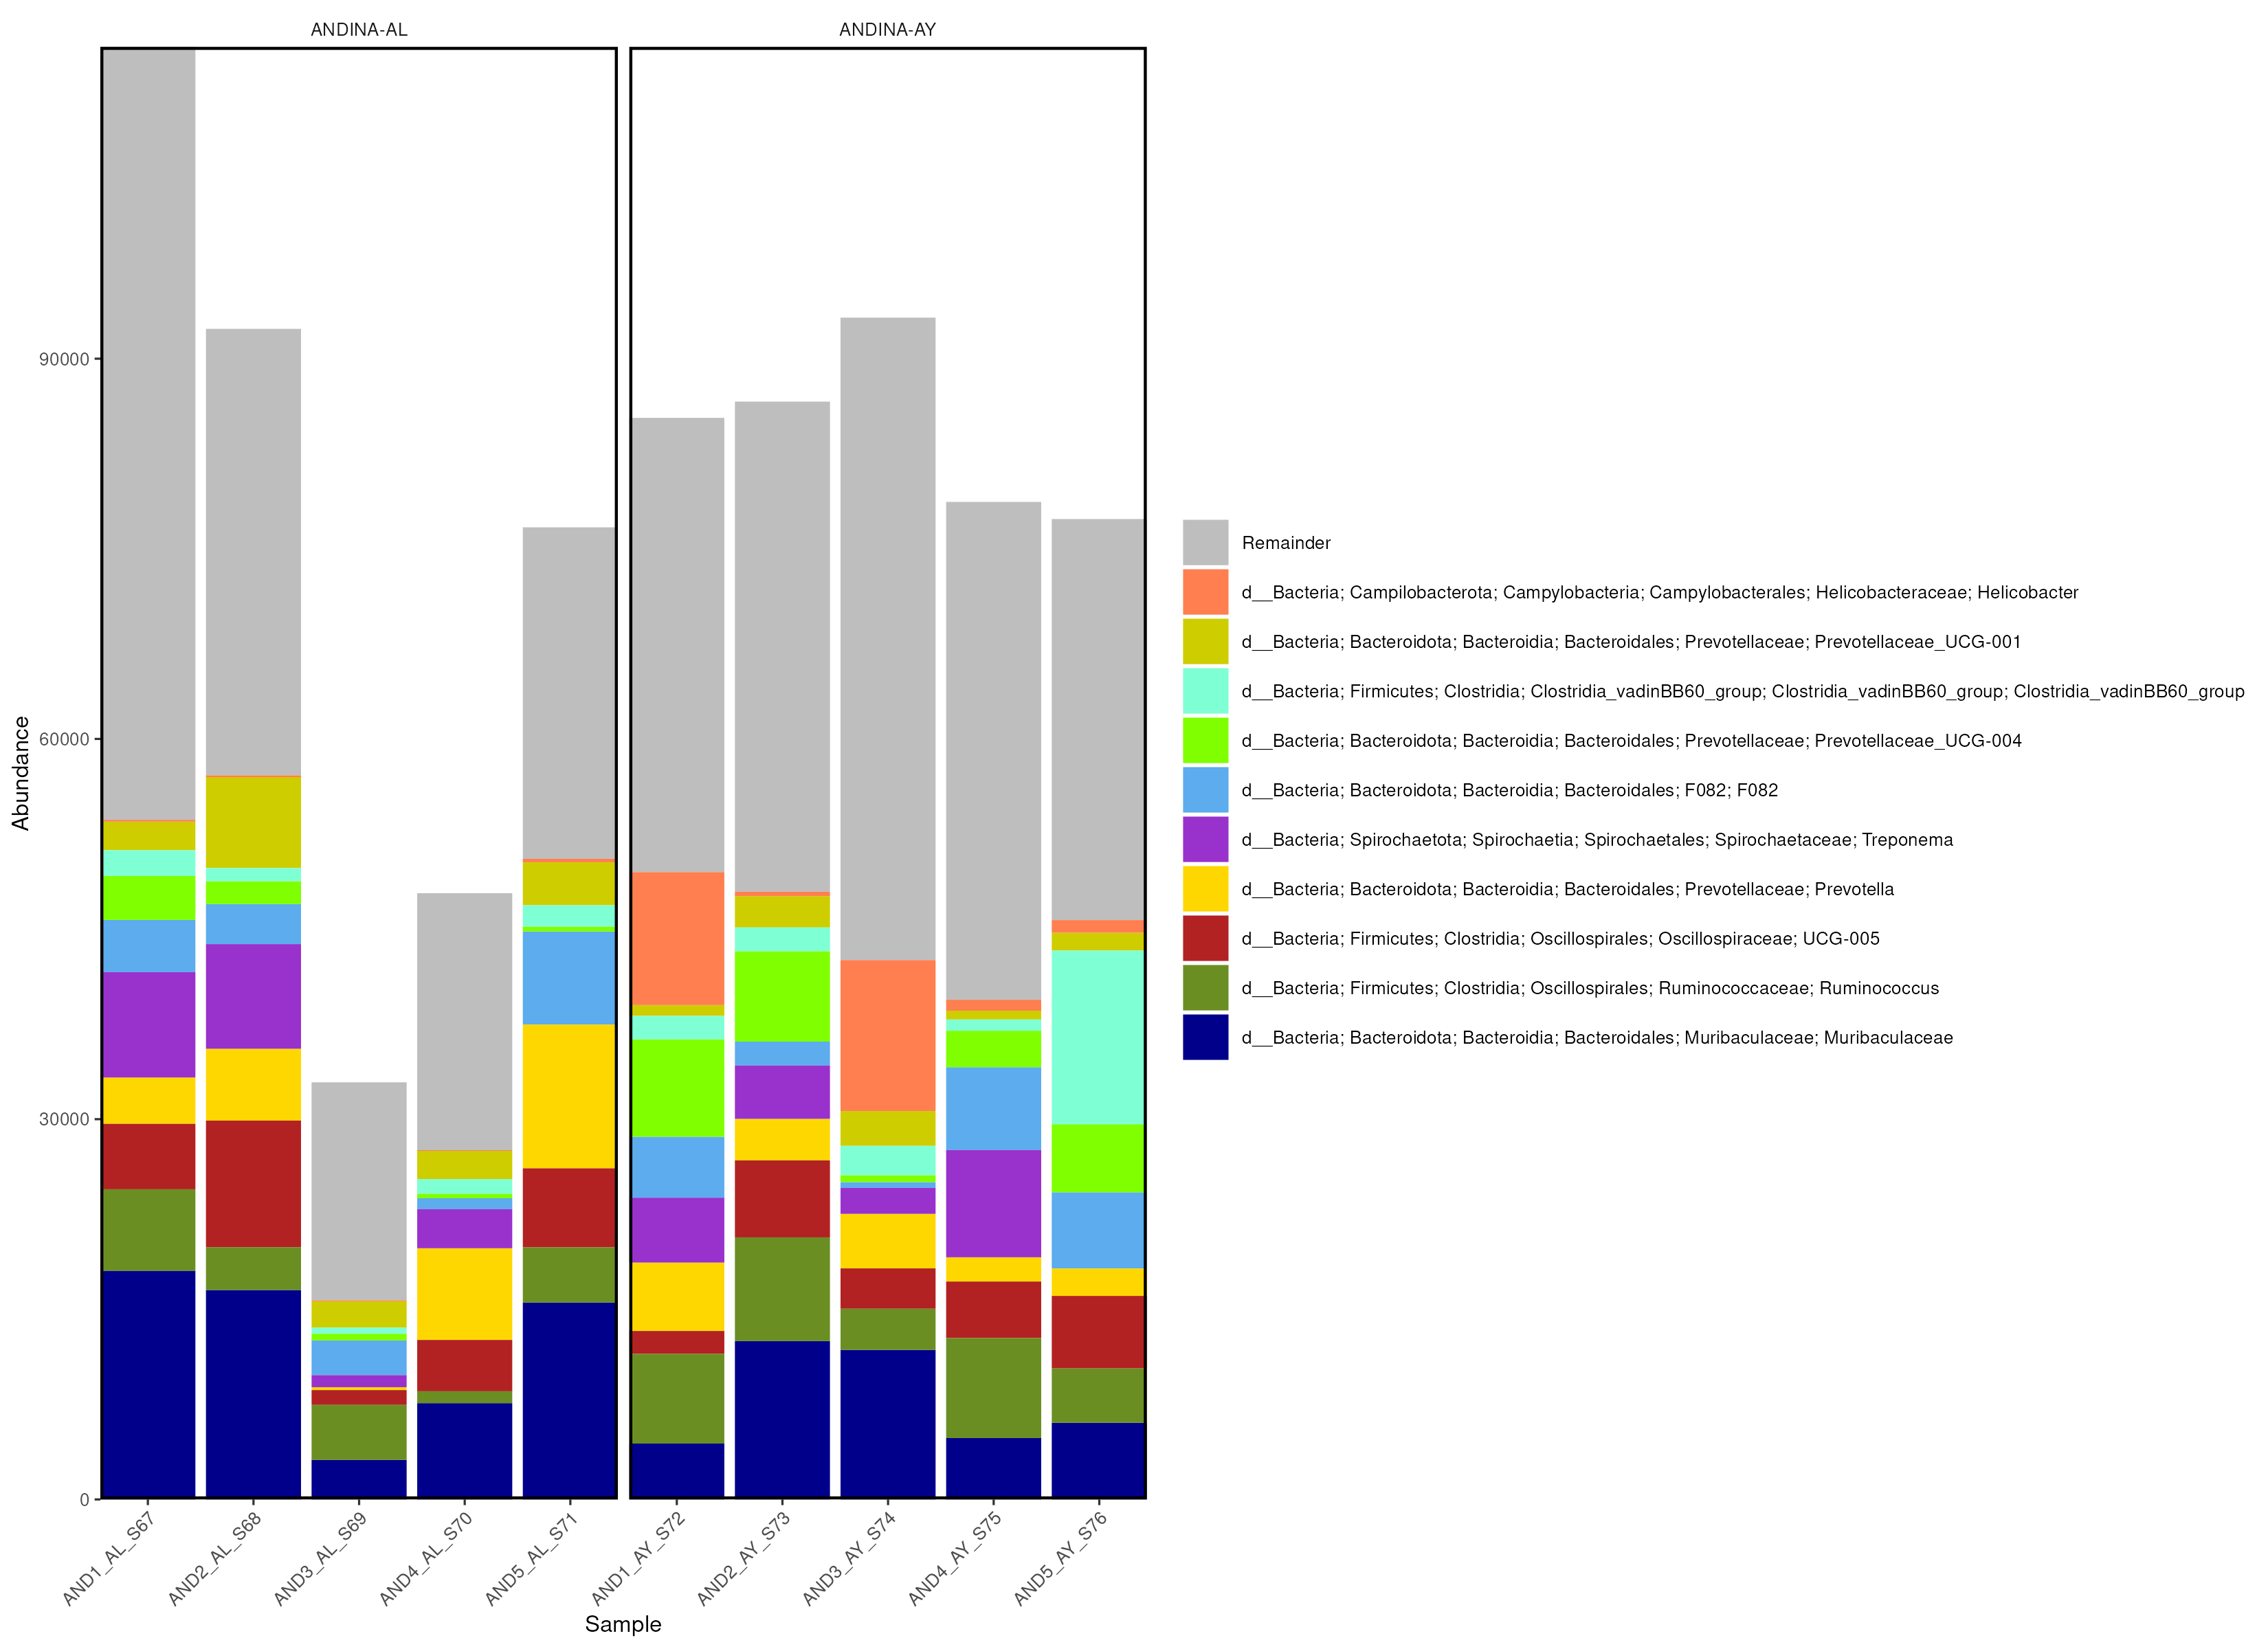 ANDINA-AL
ANDINA-AY
Abundance
90000
60000
30000
0
AND1_AL_S67
AND2_AL_S68
AND3_AL_S69
AND4_AL_S70
AND5_AL_S71
AND1_AY_S72
AND2_AY_S73
AND3_AY_S74
AND4_AY_S75
AND5_AY_S76
Sample
Remainder
d__Bacteria; Campilobacterota; Campylobacteria; Campylobacterales; Helicobacteraceae; Helicobacter
d__Bacteria; Bacteroidota; Bacteroidia; Bacteroidales; Prevotellaceae; Prevotellaceae_UCG-001
d__Bacteria; Firmicutes; Clostridia; Clostridia_vadinBB60_group; Clostridia_vadinBB60_group; Clostridia_vadinBB60_group
d__Bacteria; Bacteroidota; Bacteroidia; Bacteroidales; Prevotellaceae; Prevotellaceae_UCG-004
d__Bacteria; Bacteroidota; Bacteroidia; Bacteroidales; F082; F082
d__Bacteria; Spirochaetota; Spirochaetia; Spirochaetales; Spirochaetaceae; Treponema
d__Bacteria; Bacteroidota; Bacteroidia; Bacteroidales; Prevotellaceae; Prevotella
d__Bacteria; Firmicutes; Clostridia; Oscillospirales; Oscillospiraceae; UCG-005
d__Bacteria; Firmicutes; Clostridia; Oscillospirales; Ruminococcaceae; Ruminococcus
d__Bacteria; Bacteroidota; Bacteroidia; Bacteroidales; Muribaculaceae; Muribaculaceae